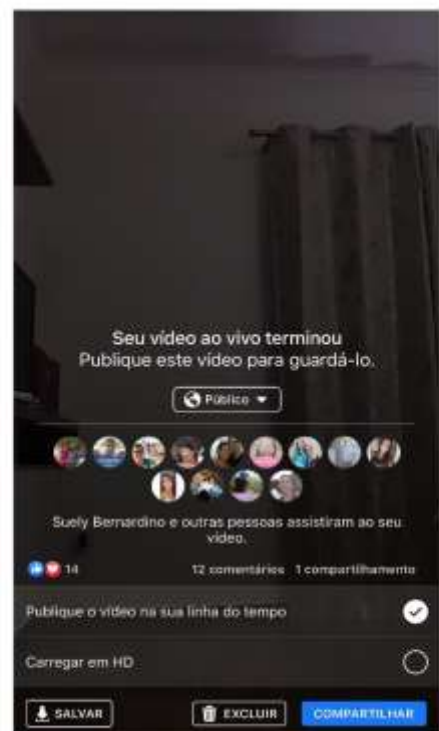 Seu vídeo ao vivo terminou
Publique este vídeo para guardá-lo.
Público
Suely Bernardino e outras pessoas assistiram ao seu
vídeo.
14 12 comentários 1 compartilhamento
Publique o vídeo na sua linha do tempo
Carregar em HD
SALVAR EXCLUIR COMPARTILHAR